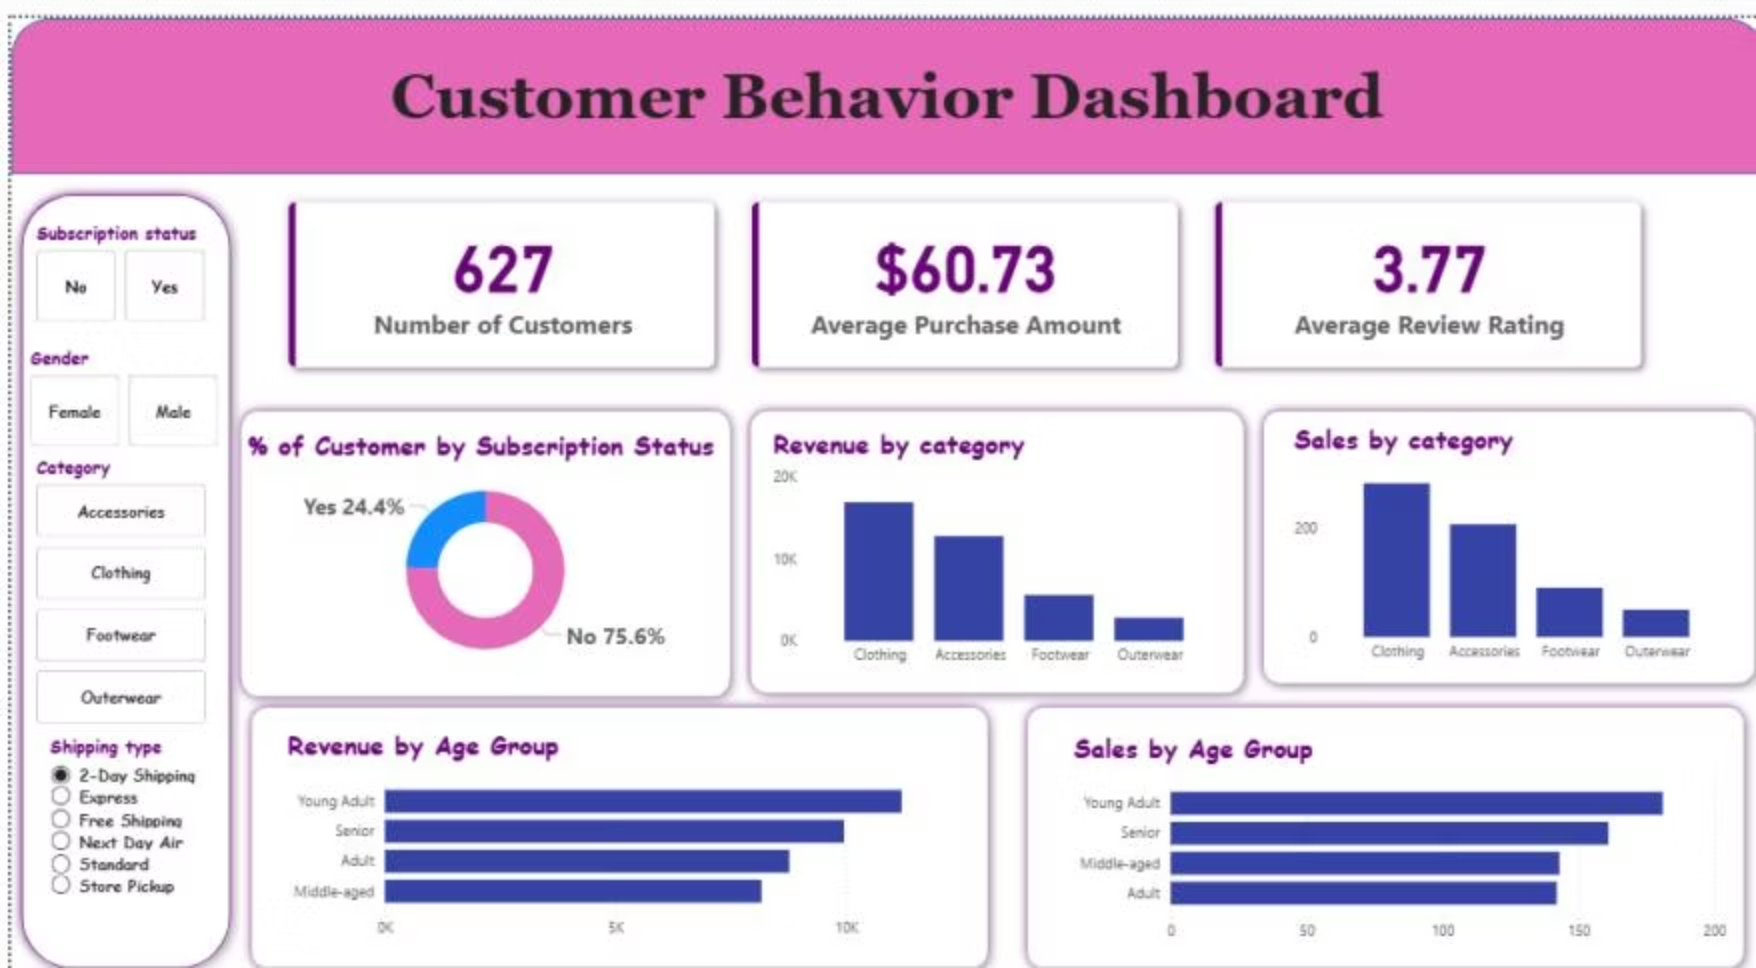 Customer Behavior Dashboard
Subscription status
No
Yes
Gender
Female
Male
Category
Accessories
Clothing
Footwear
Outerwear
Shipping type
2-Day Shipping
Express
Free Shipping
Next Day Air
Standard
Store Pickup
627
Number of Customers
$60.73
Average Purchase Amount
3.77
Average Review Rating
% of Customer by Subscription Status
Yes 24.4%
No 75.6%
Revenue by category
20K
10K
0K
Clothing Accessories Footwear Outerwear
Sales by category
200
0
Clothing Accessories Footwear Outerwear
Revenue by Age Group
Young Adult
Senior
Adult
Middle-aged
0K 5K 10K
Sales by Age Group
Young Adult
Senior
Middle-aged
Adult
0 50 100 150 200